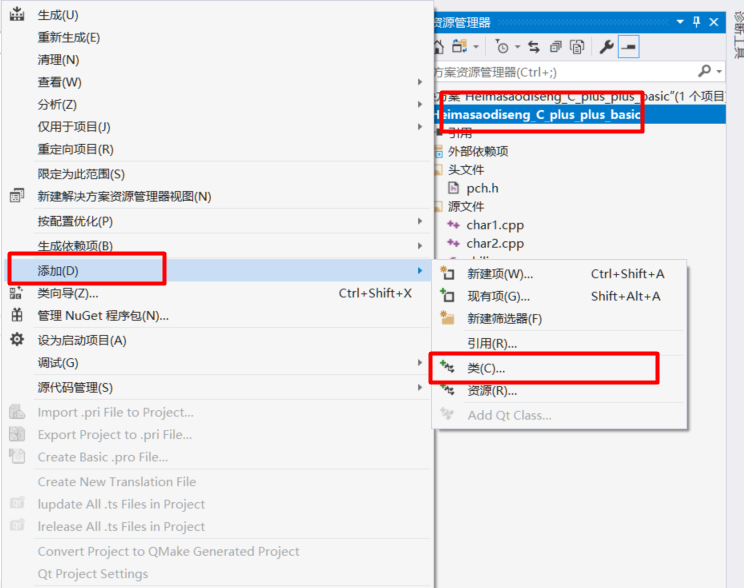 生成(U)
重新生成(E)
清理(N)
查看(W)
分析(Z)
仅用于项目(J)
重定向项目(R)
限定为此范围(S)
新建解决方案资源管理器视图(N)
按配置优化(P)
生成依赖项(B)
添加(D)
类向导(Z)... Ctrl+Shift+X
管理 NuGet 程序包(N)...
设为启动项目(A)
调试(G)
源代码管理(S)
Import .pri File to Project...
Export Project to .pri File...
Create Basic .pro File...
Create New Translation File
lupdate All .ts Files in Project
lrelease All .ts Files in Project
Convert Project to QMake Generated Project
Qt Project Settings
资源管理器
方案资源管理器(Ctrl+;)
方案"Heimasaodiseng_C_plus_plus_basic"(1 个项目
Heimasaodiseng_C_plus_plus_basic
引用
外部依赖项
头文件
pch.h
源文件
char1.cpp
char2.cpp
新建项(W)... Ctrl+Shift+A
现有项(G)... Shift+Alt+A
新建筛选器(F)
引用(R)...
类(C)...
资源(R)...
Add Qt Class...
诊断工具